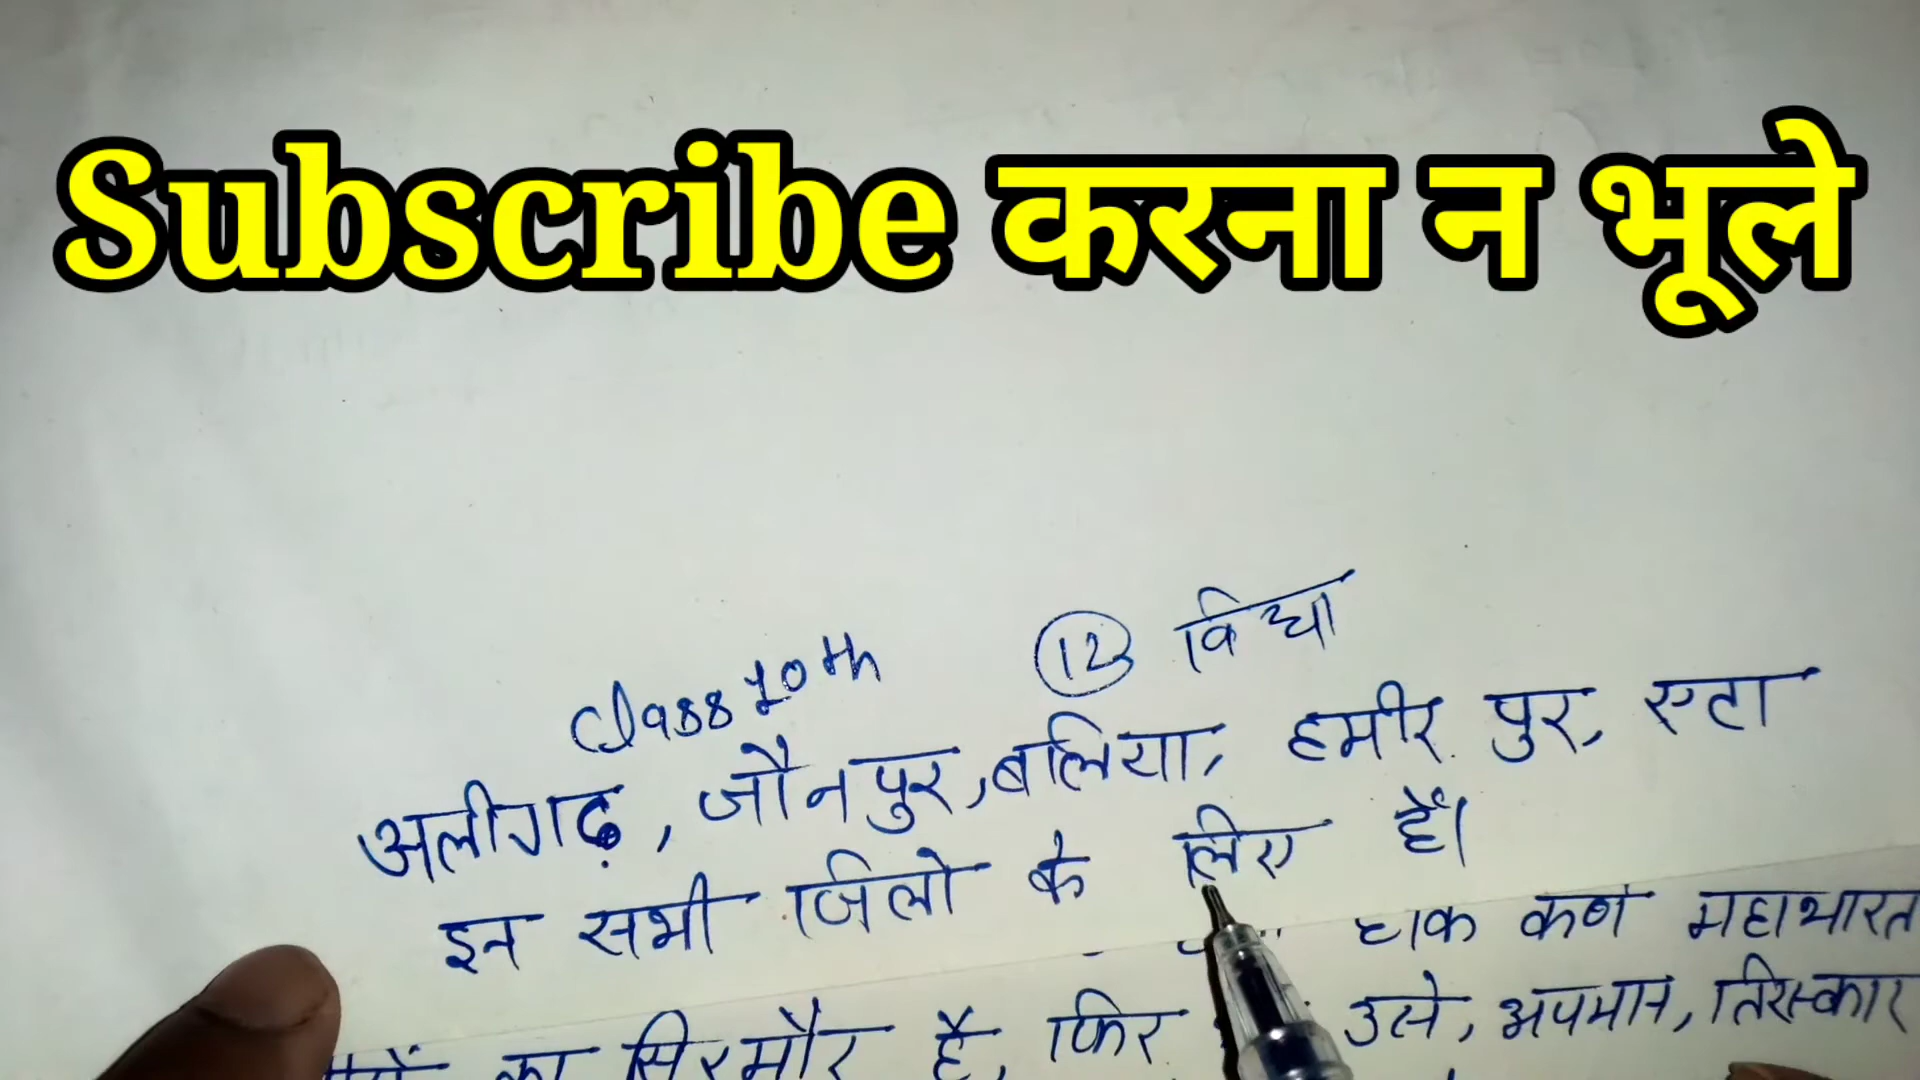 Subscribe करना न भूले
Class 10th (12) विधा
अलीगढ़, जौनपुर, बलिया, हमीर पुर, एटा
इन सभी जिलो के लिए हैं।
कि कर्ण महाभारत
का सिरमौर है, फिर उसे, अपमान, तिरस्कार